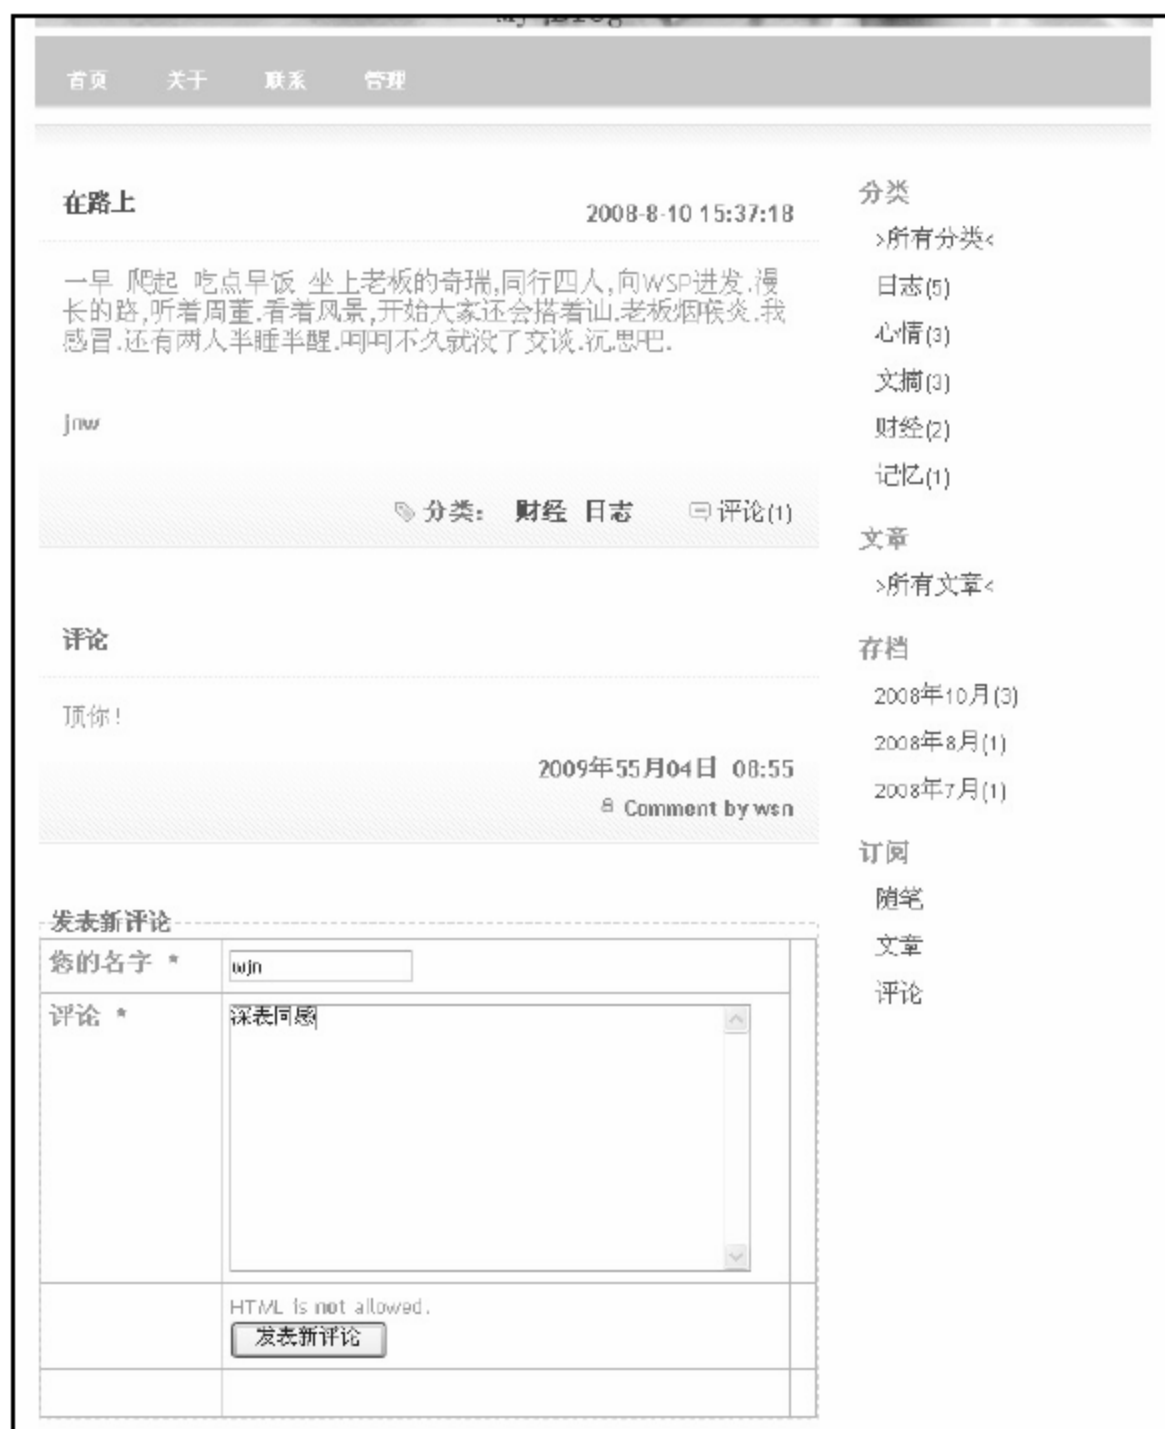 首页 关于 联系 管理
在路上
2008-8-10 15:37:18
一早 爬起 吃点早饭 坐上老板的奇瑞,同行四人,向WSP进发.漫
长的路,听着周董.看着风景,开始大家还会搭着讪.老板烟喉炎.我
感冒.还有两人半睡半醒.呵呵不久就没了交谈.沉思吧.
jnw
分类: 财经 日志 评论(1)
评论
顶你!
2009年55月04日 08:55
Comment by wsn
发表新评论
您的名字 *
wjn
评论 *
深表同感
HTML is not allowed.
发表新评论
分类
>所有分类<
日志(5)
心情(3)
文摘(3)
财经(2)
记忆(1)
文章
>所有文章<
存档
2008年10月(3)
2008年8月(1)
2008年7月(1)
订阅
随笔
文章
评论